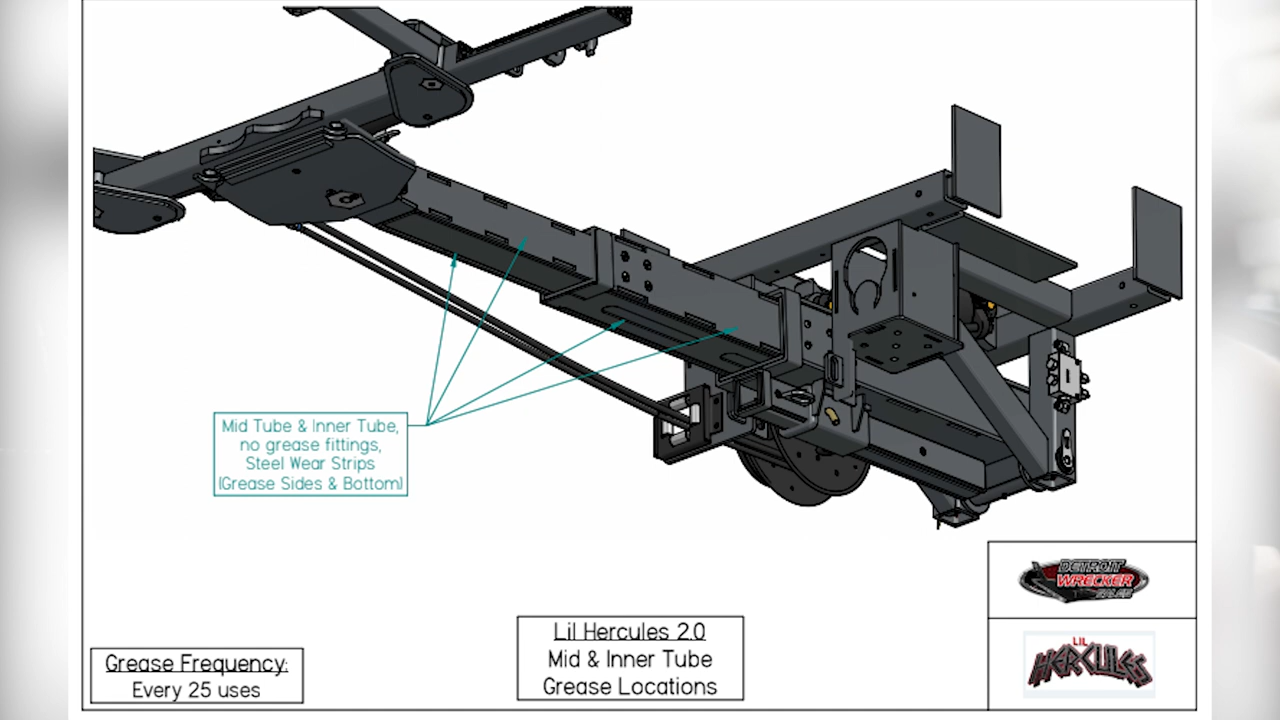 Mid Tube & Inner Tube,
no grease fittings,
Steel Wear Strips
(Grease Sides & Bottom)
DETROIT
WRECKER
SALES
Lil Hercules 2.0
Mid & Inner Tube
Grease Locations
LIL
HERCULES
Grease Frequency:
Every 25 uses